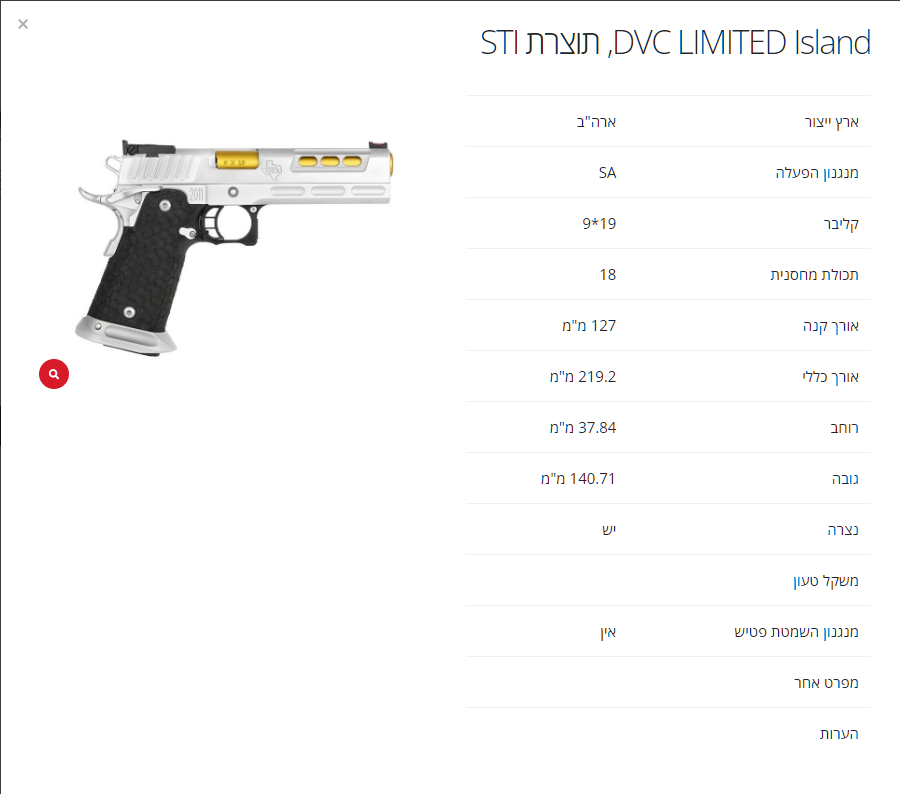 DVC LIMITED Island, תוצרת STI
ארץ ייצור ארה"ב
מנגנון הפעלה SA
קליבר 9*19
תכולת מחסנית 18
אורך קנה 127 מ"מ
אורך כללי 219.2 מ"מ
רוחב 37.84 מ"מ
גובה 140.71 מ"מ
נצרה יש
משקל טעון
מנגנון השמטת פטיש אין
מפרט אחר
הערות
2011